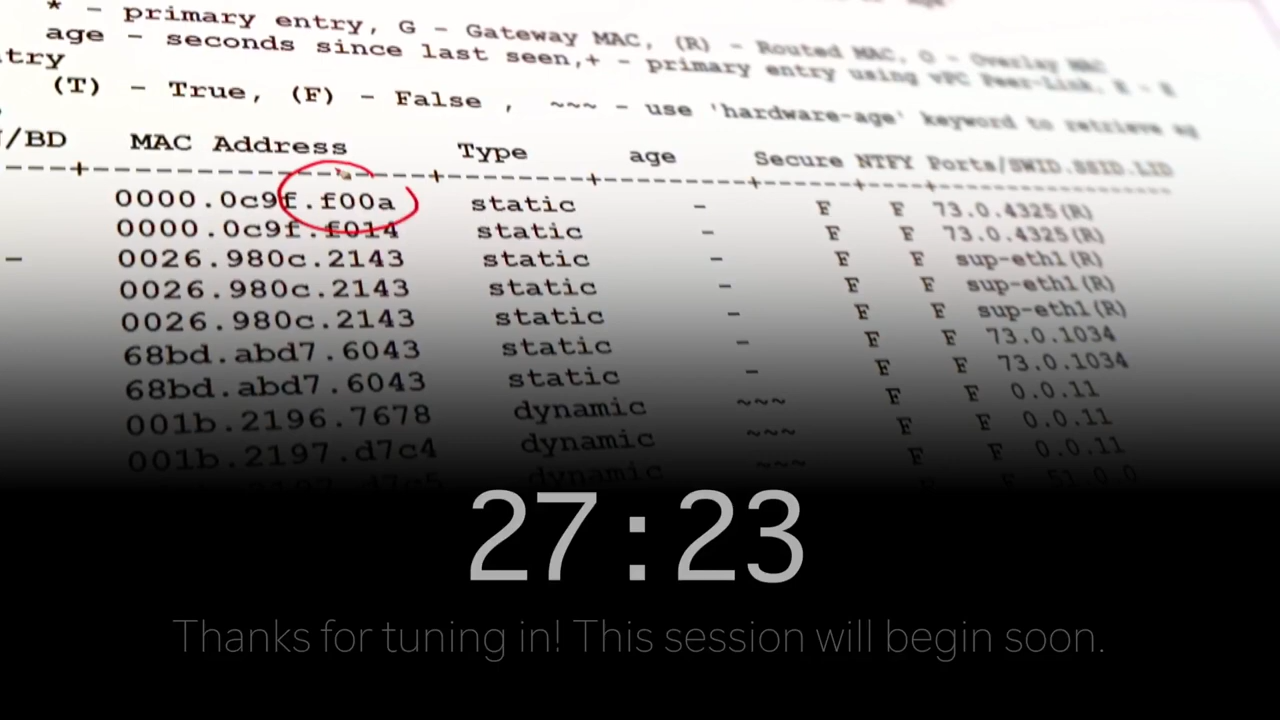 * - primary entry, G - Gateway MAC, (R) - Routed MAC, O - Overlay MAC
age - seconds since last seen,+ - primary entry using vPC Peer-Link, E -
try
(T) - True, (F) - False , ~~~ - use 'hardware-age' keyword to retrieve
/BD MAC Address Type age Secure NTFY Ports/SWID.SSID.LID
----+-----------------+--------+---------+------+----+------------------
0000.0c9f.f00a static - F F 73.0.4325(R)
0000.0c9f.f014 static - F F 73.0.4325(R)
- 0026.980c.2143 static - F F sup-eth1(R)
0026.980c.2143 static - F F sup-eth1(R)
0026.980c.2143 static - F F sup-eth1(R)
68bd.abd7.6043 static - F F 73.0.1034
68bd.abd7.6043 static - F F 73.0.1034
001b.2196.7678 dynamic ~~~ F F 0.0.11
001b.2197.d7c4 dynamic ~~~ F F 0.0.11
dynamic ~~~ F F 0.0.11
27:23
Thanks for tuning in! This session will begin soon.